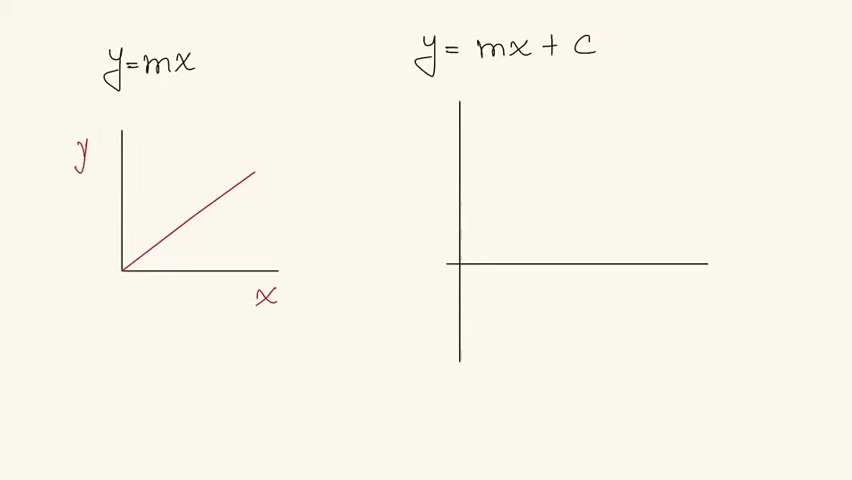 y=mx
y= mx + c
y
x